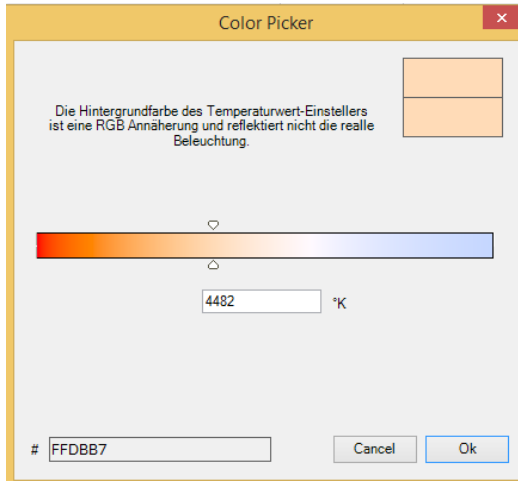 Color Picker
Die Hintergrundfarbe des Temperaturwert-Einstellers
ist eine RGB Annäherung und reflektiert nicht die realle
Beleuchtung.
4482 °K
# FFDBB7 Cancel Ok